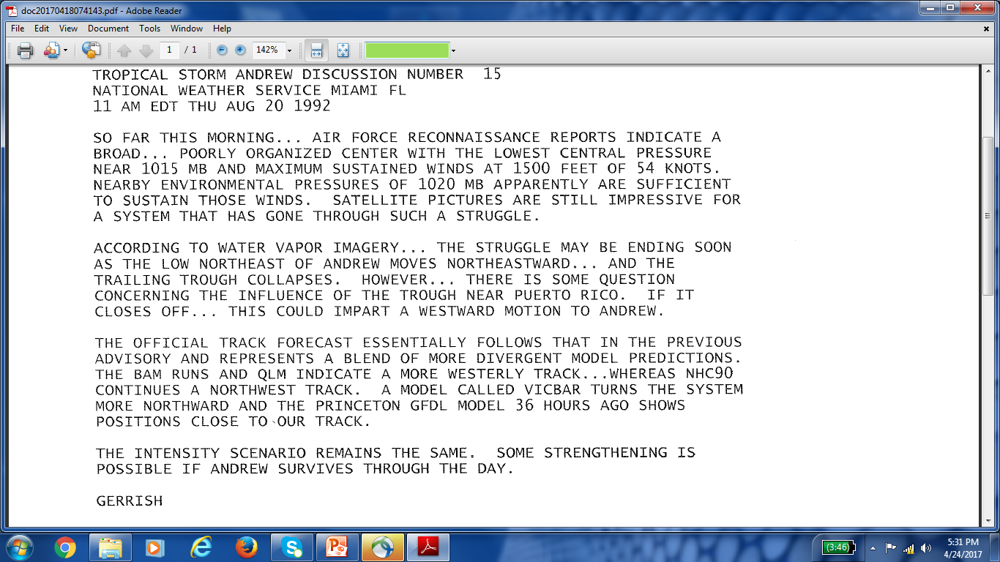 doc20170418074143.pdf - Adobe Reader
File Edit View Document Tools Window Help
1 / 1 142%
TROPICAL STORM ANDREW DISCUSSION NUMBER 15
NATIONAL WEATHER SERVICE MIAMI FL
11 AM EDT THU AUG 20 1992
SO FAR THIS MORNING... AIR FORCE RECONNAISSANCE REPORTS INDICATE A
BROAD... POORLY ORGANIZED CENTER WITH THE LOWEST CENTRAL PRESSURE
NEAR 1015 MB AND MAXIMUM SUSTAINED WINDS AT 1500 FEET OF 54 KNOTS.
NEARBY ENVIRONMENTAL PRESSURES OF 1020 MB APPARENTLY ARE SUFFICIENT
TO SUSTAIN THOSE WINDS. SATELLITE PICTURES ARE STILL IMPRESSIVE FOR
A SYSTEM THAT HAS GONE THROUGH SUCH A STRUGGLE.
ACCORDING TO WATER VAPOR IMAGERY... THE STRUGGLE MAY BE ENDING SOON
AS THE LOW NORTHEAST OF ANDREW MOVES NORTHEASTWARD... AND THE
TRAILING TROUGH COLLAPSES. HOWEVER... THERE IS SOME QUESTION
CONCERNING THE INFLUENCE OF THE TROUGH NEAR PUERTO RICO. IF IT
CLOSES OFF... THIS COULD IMPART A WESTWARD MOTION TO ANDREW.
THE OFFICIAL TRACK FORECAST ESSENTIALLY FOLLOWS THAT IN THE PREVIOUS
ADVISORY AND REPRESENTS A BLEND OF MORE DIVERGENT MODEL PREDICTIONS.
THE BAM RUNS AND QLM INDICATE A MORE WESTERLY TRACK...WHEREAS NHC90
CONTINUES A NORTHWEST TRACK. A MODEL CALLED VICBAR TURNS THE SYSTEM
MORE NORTHWARD AND THE PRINCETON GFDL MODEL 36 HOURS AGO SHOWS
POSITIONS CLOSE TO OUR TRACK.
THE INTENSITY SCENARIO REMAINS THE SAME. SOME STRENGTHENING IS
POSSIBLE IF ANDREW SURVIVES THROUGH THE DAY.
GERRISH
(3:46)
5:31 PM
4/24/2017